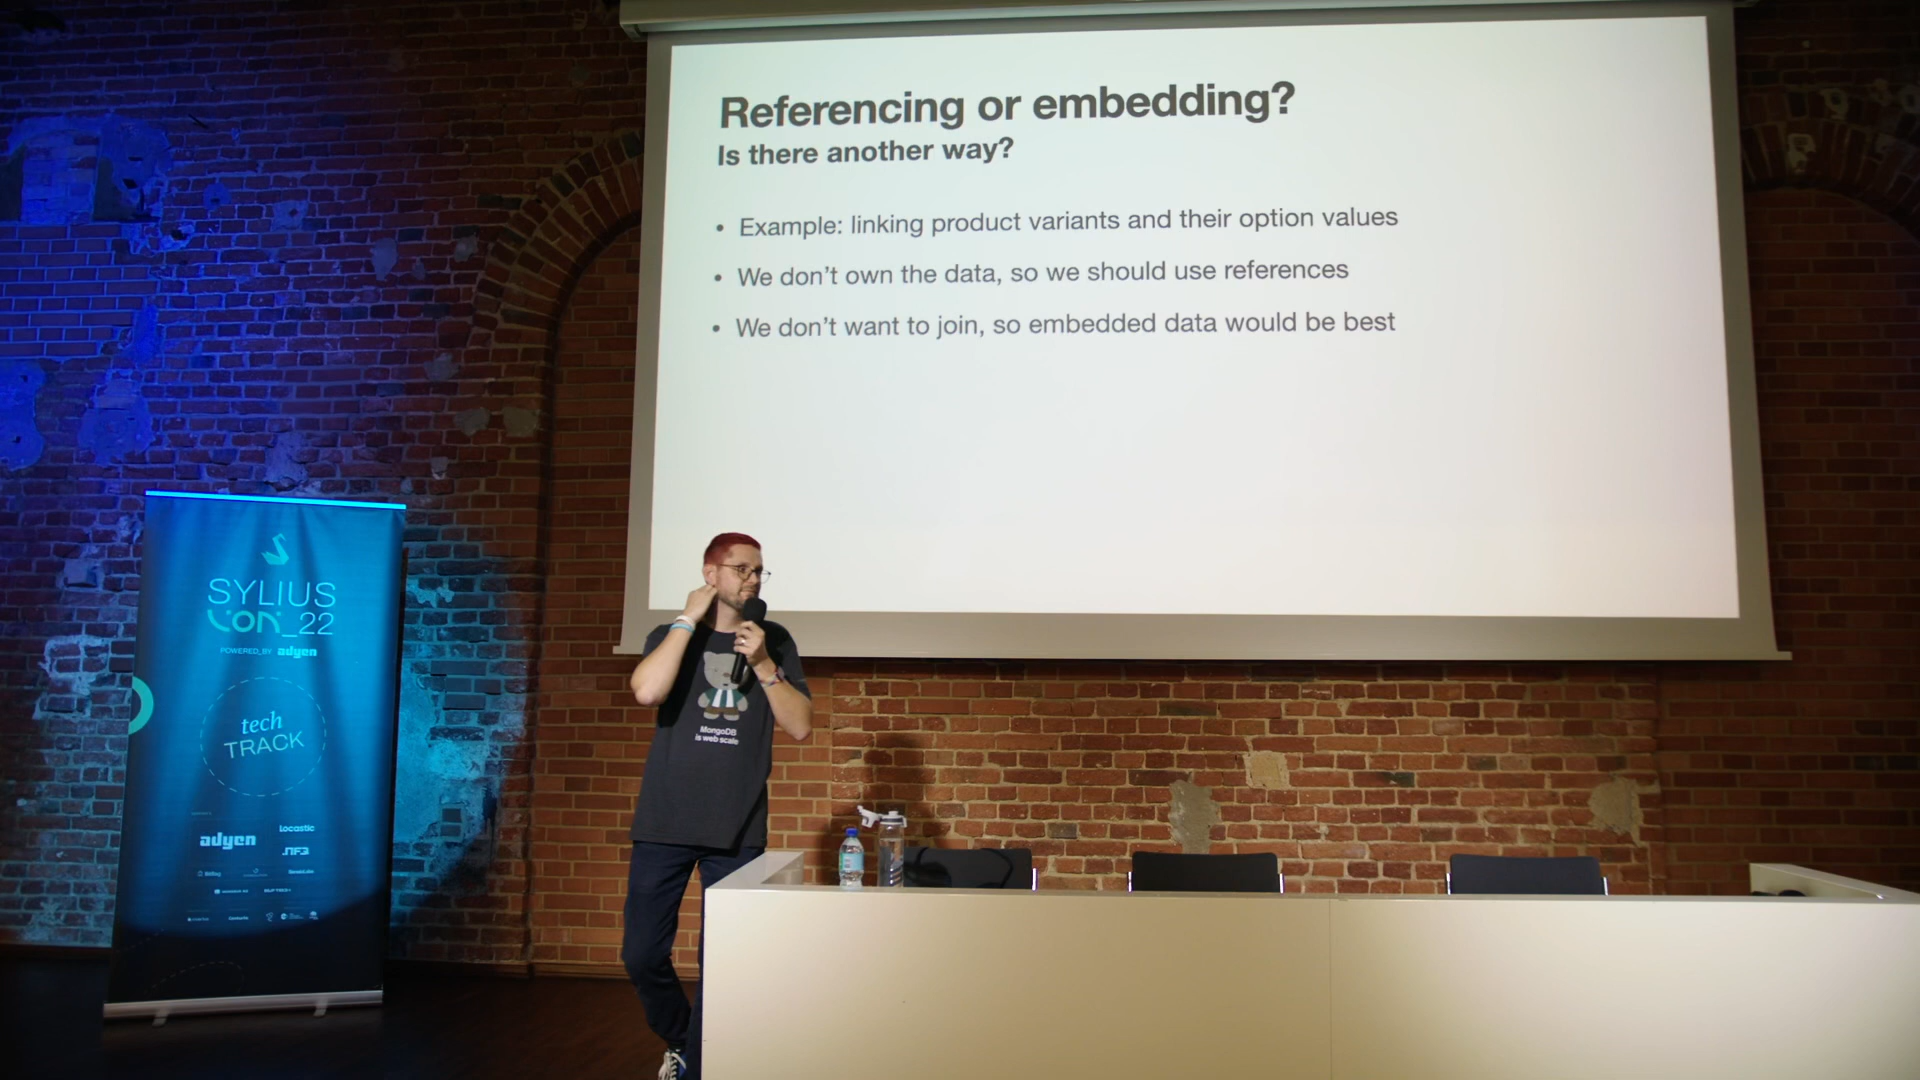 Referencing or embedding?
Is there another way?
• Example: linking product variants and their option values
• We don't own the data, so we should use references
• We don't want to join, so embedded data would be best
SYLIUS
CON_22
POWERED_BY adyen
tech
TRACK
adyen
Locastic
MongoDB
is web scale